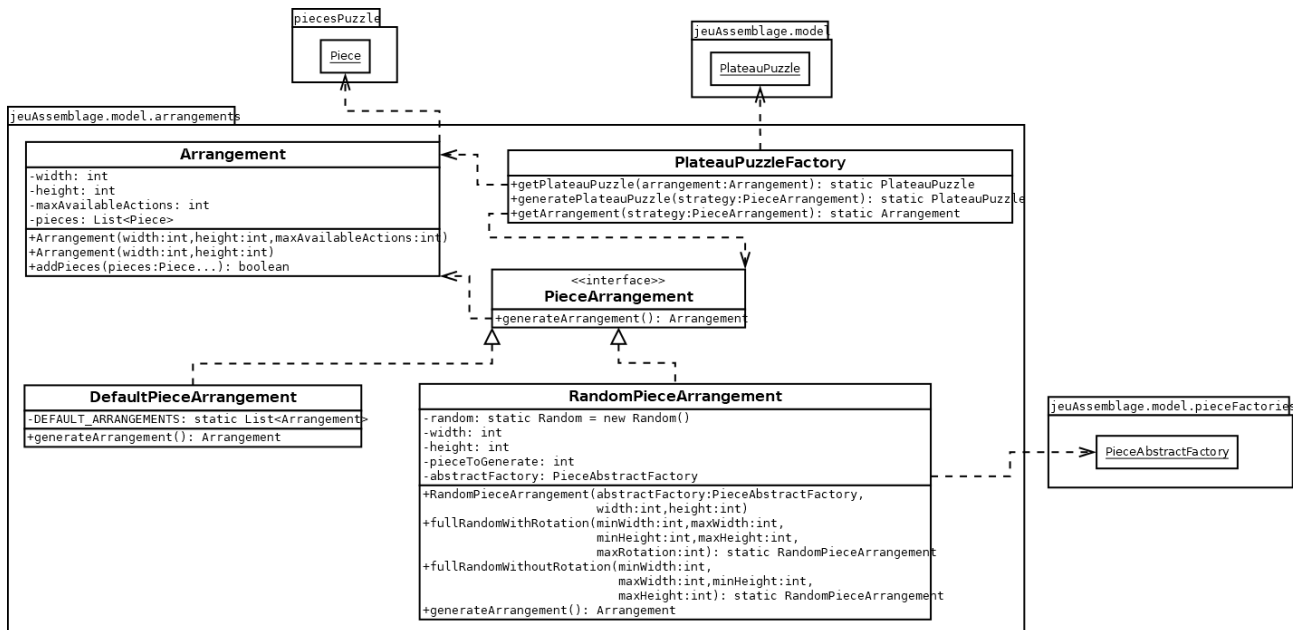 piecesPuzzle
Piece
jeuAssemblage.model
PlateauPuzzle
jeuAssemblage.model.arrangements
Arrangement
-width: int
-height: int
-maxAvailableActions: int
-pieces: List<Piece>
+Arrangement(width:int,height:int,maxAvailableActions:int)
+Arrangement(width:int,height:int)
+addPieces(pieces:Piece...): boolean
PlateauPuzzleFactory
+getPlateauPuzzle(arrangement:Arrangement): static PlateauPuzzle
+generatePlateauPuzzle(strategy:PieceArrangement): static PlateauPuzzle
+getArrangement(strategy:PieceArrangement): static Arrangement
<<interface>>
PieceArrangement
+generateArrangement(): Arrangement
DefaultPieceArrangement
-DEFAULT_ARRANGEMENTS: static List<Arrangement>
+generateArrangement(): Arrangement
RandomPieceArrangement
-random: static Random = new Random()
-width: int
-height: int
-pieceToGenerate: int
-abstractFactory: PieceAbstractFactory
+RandomPieceArrangement(abstractFactory:PieceAbstractFactory,
width:int,height:int)
+fullRandomWithRotation(minWidth:int,maxWidth:int,
minHeight:int,maxHeight:int,
maxRotation:int): static RandomPieceArrangement
+fullRandomWithoutRotation(minWidth:int,
maxWidth:int,minHeight:int,
maxHeight:int): static RandomPieceArrangement
+generateArrangement(): Arrangement
jeuAssemblage.model.pieceFactories
PieceAbstractFactory